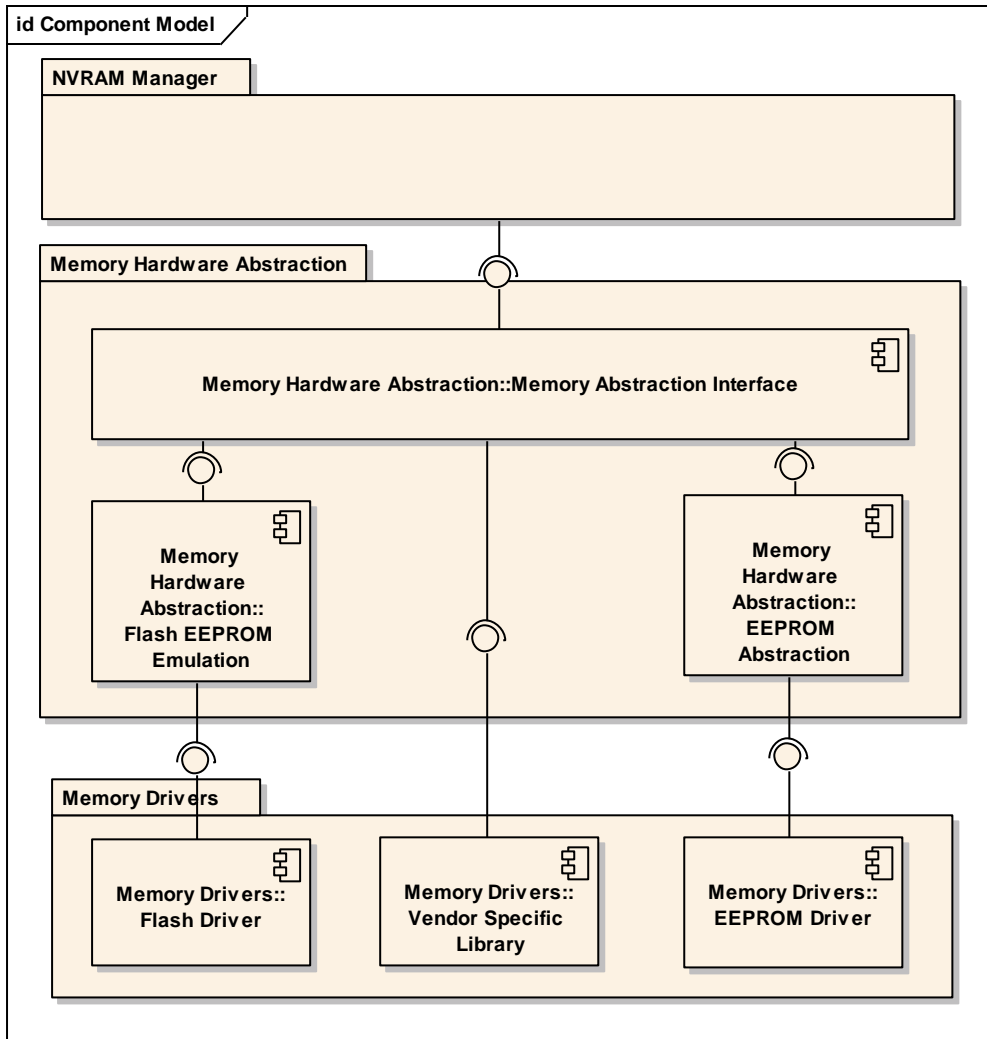 id Component Model
NVRAM Manager
Memory Hardware Abstraction
Memory Hardware Abstraction::Memory Abstraction Interface
Memory
Hardware
Abstraction::
Flash EEPROM
Emulation
Memory
Hardware
Abstraction::
EEPROM
Abstraction
Memory Drivers
Memory Drivers::
Flash Driver
Memory Drivers::
Vendor Specific
Library
Memory Drivers::
EEPROM Driver